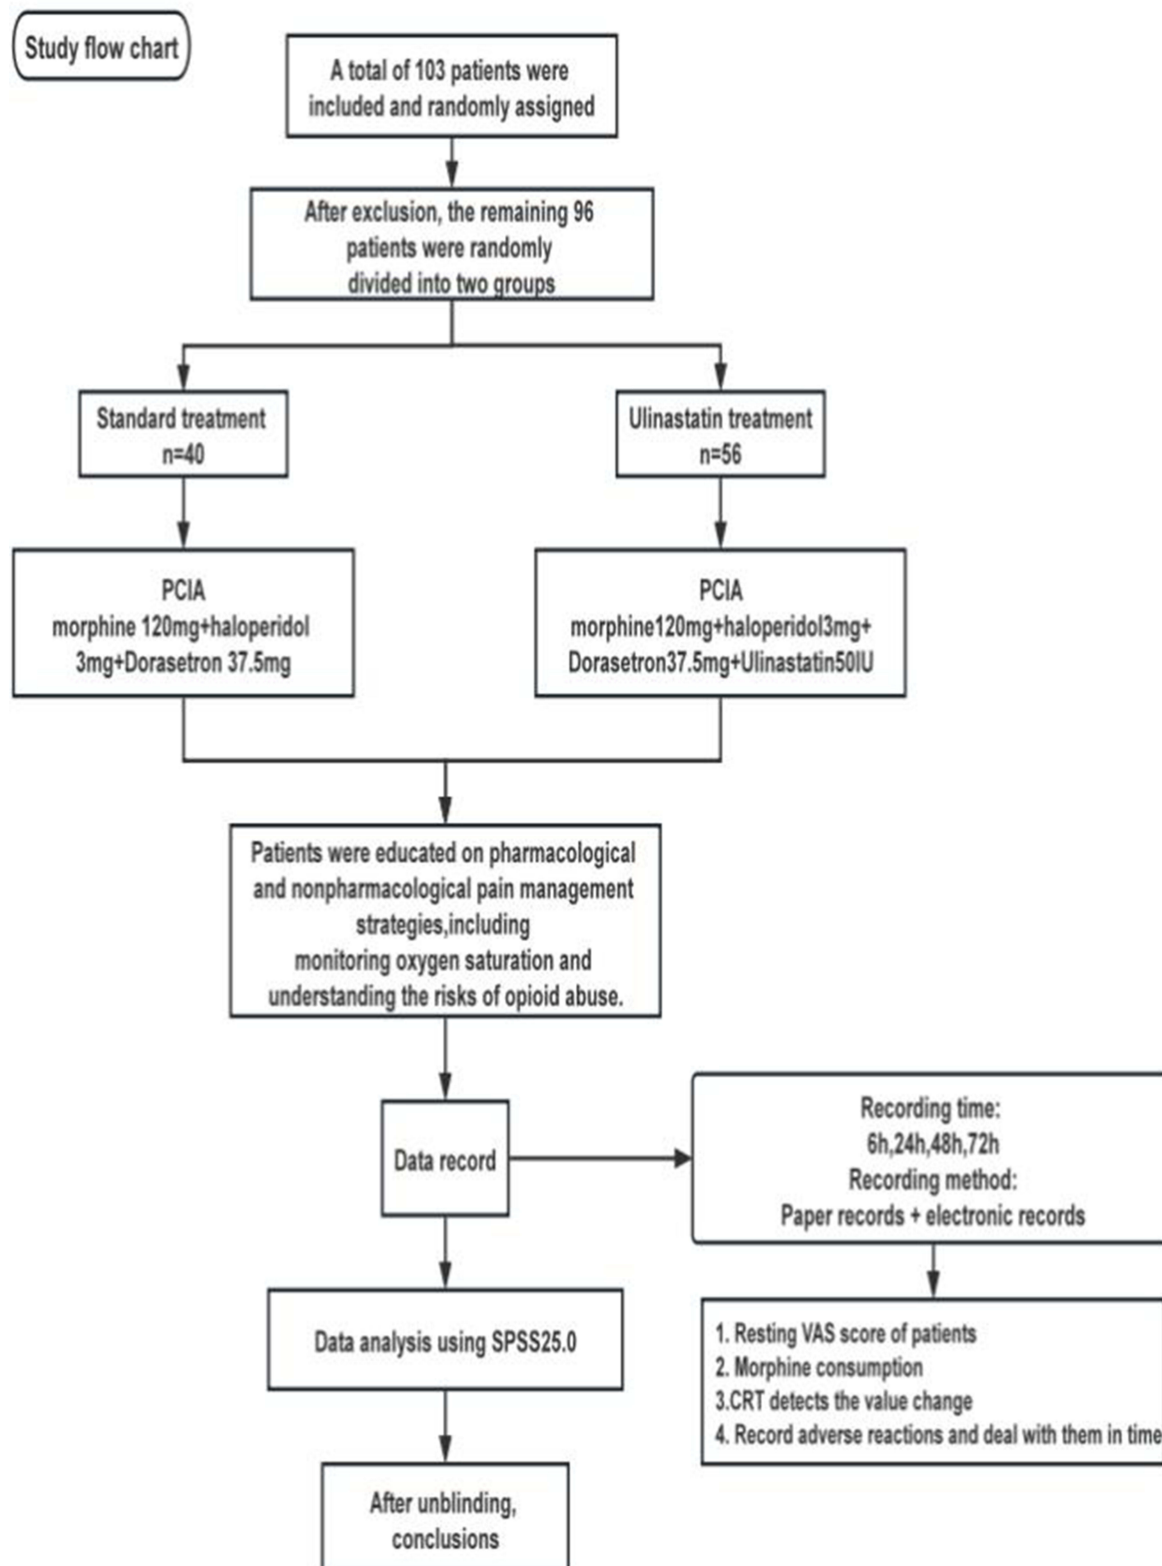 Study flow chart
A total of 103 patients were
included and randomly assigned
After exclusion, the remaining 96
patients were randomly
divided into two groups
Standard treatment
n=40
Ulinastatin treatment
n=56
PCIA
morphine 120mg+haloperidol
3mg+Dorasetron 37.5mg
PCIA
morphine120mg+haloperidol3mg+
Dorasetron37.5mg+Ulinastatin50IU
Patients were educated on pharmacological
and nonpharmacological pain management
strategies,including
monitoring oxygen saturation and
understanding the risks of opioid abuse.
Data record
Recording time:
6h,24h,48h,72h
Recording method:
Paper records + electronic records
1. Resting VAS score of patients
2. Morphine consumption
3.CRT detects the value change
4. Record adverse reactions and deal with them in time
Data analysis using SPSS25.0
After unblinding,
conclusions